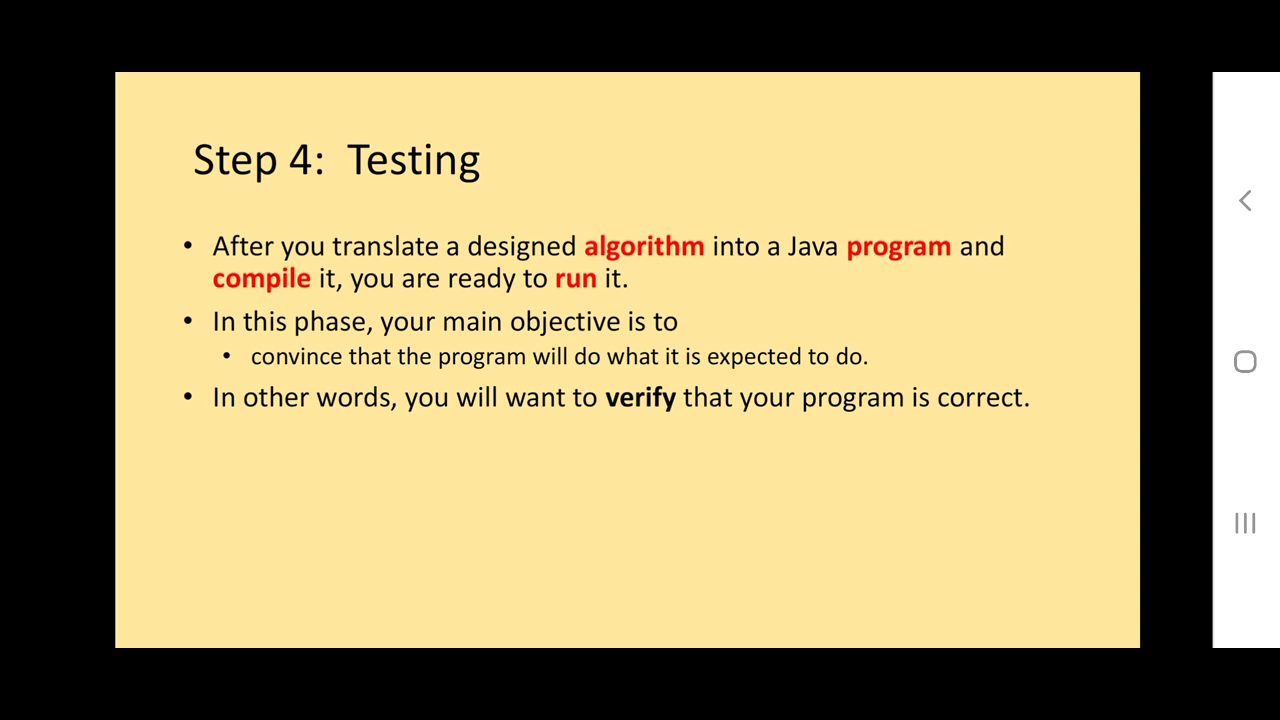 Step 4:  Testing
• After you translate a designed algorithm into a Java program and
compile it, you are ready to run it.
• In this phase, your main objective is to
• convince that the program will do what it is expected to do.
• In other words, you will want to verify that your program is correct.